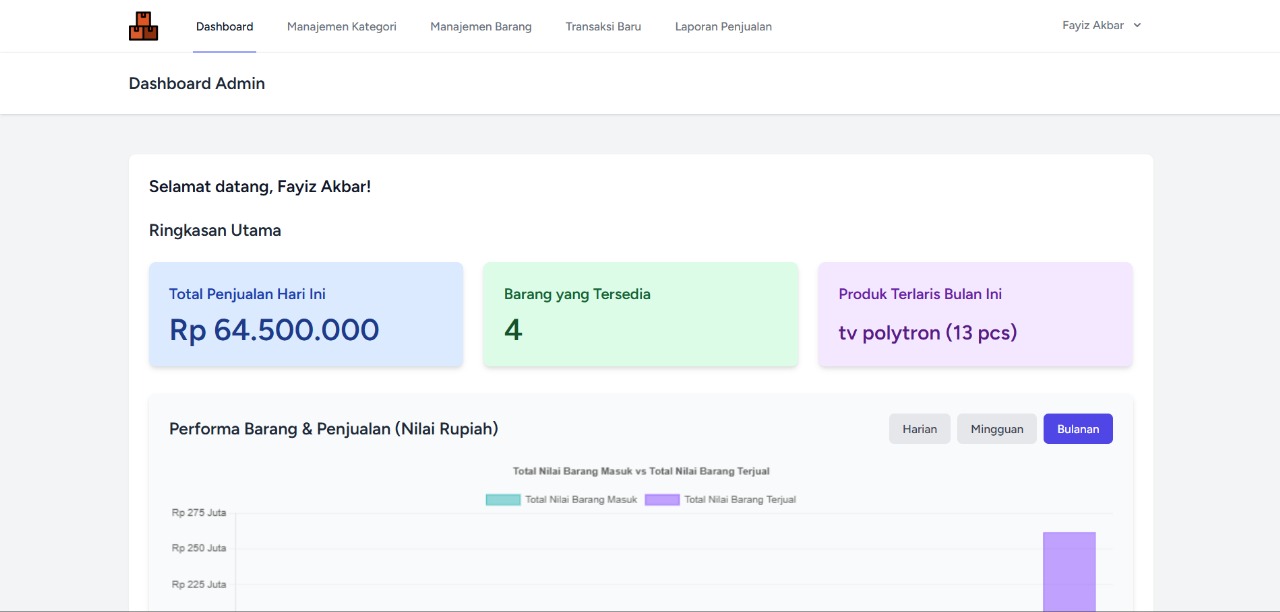 Dashboard Manajemen Kategori Manajemen Barang Transaksi Baru Laporan Penjualan Fayiz Akbar
Dashboard Admin
Selamat datang, Fayiz Akbar!
Ringkasan Utama
Total Penjualan Hari Ini
Rp 64.500.000
Barang yang Tersedia
4
Produk Terlaris Bulan Ini
tv polytron (13 pcs)
Performa Barang & Penjualan (Nilai Rupiah)
Harian Mingguan Bulanan
Total Nilai Barang Masuk vs Total Nilai Barang Terjual
Total Nilai Barang Masuk Total Nilai Barang Terjual
Rp 275 Juta
Rp 250 Juta
Rp 225 Juta